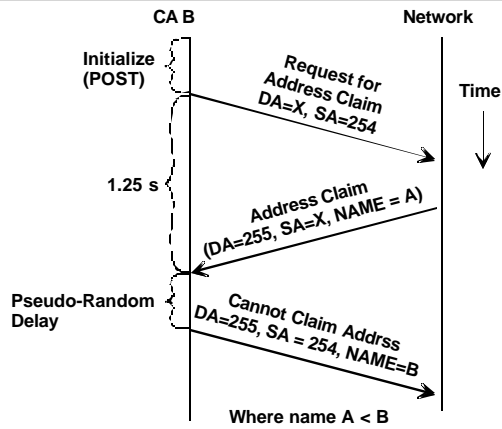 CA B
Network
Initialize
(POST)
Request for
Address Claim
DA=X, SA=254
Time
1.25 s
Address Claim
(DA=255, SA=X, NAME = A)
Pseudo-Random
Delay
Cannot Claim Addrss
DA=255, SA = 254, NAME=B
Where name A < B